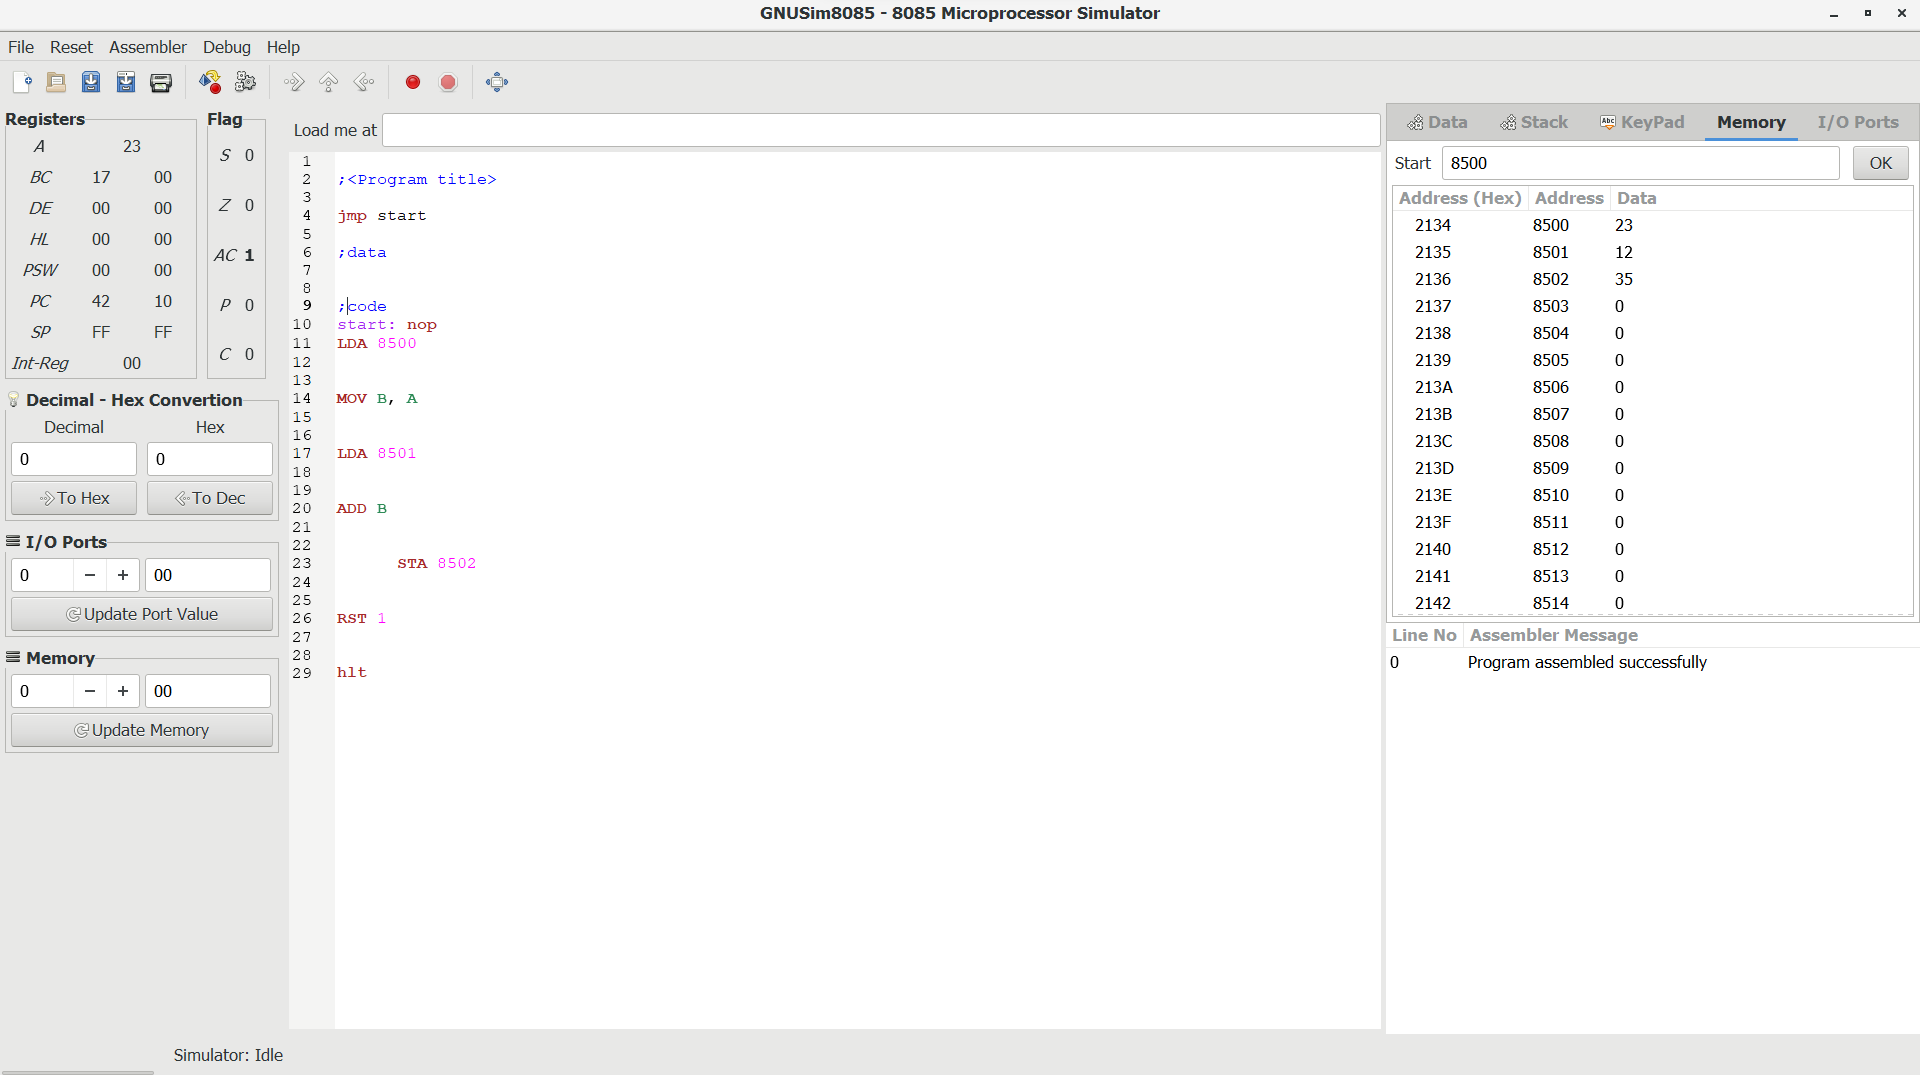 GNUSim8085 - 8085 Microprocessor Simulator
File Reset Assembler Debug Help
Registers
A 23
BC 17 00
DE 00 00
HL 00 00
PSW 00 00
PC 42 10
SP FF FF
Int-Reg 00
Flag
S 0
Z 0
AC 1
P 0
C 0
Decimal - Hex Convertion
Decimal Hex
0 0
To Hex To Dec
I/O Ports
0 − + 00
Update Port Value
Memory
0 − + 00
Update Memory
Load me at
1
2 ;<Program title>
3
4 jmp start
5
6 ;data
7
8
9 ;code
10 start: nop
11 LDA 8500
12
13
14 MOV B, A
15
16
17 LDA 8501
18
19
20 ADD B
21
22
23 STA 8502
24
25
26 RST 1
27
28
29 hlt
Data Stack Abc KeyPad Memory I/O Ports
Start 8500 OK
Address (Hex) Address Data
2134 8500 23
2135 8501 12
2136 8502 35
2137 8503 0
2138 8504 0
2139 8505 0
213A 8506 0
213B 8507 0
213C 8508 0
213D 8509 0
213E 8510 0
213F 8511 0
2140 8512 0
2141 8513 0
2142 8514 0
Line No Assembler Message
0 Program assembled successfully
Simulator: Idle